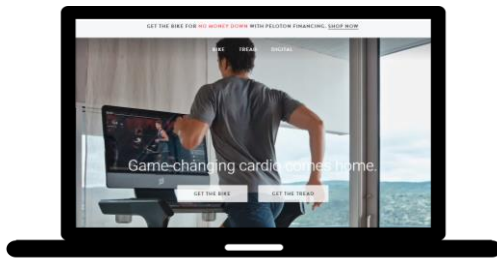 GET THE BIKE FOR NO MONEY DOWN WITH PELOTON FINANCING. SHOP NOW
BIKE TREAD DIGITAL
Game-changing cardio comes home.
GET THE BIKE GET THE TREAD